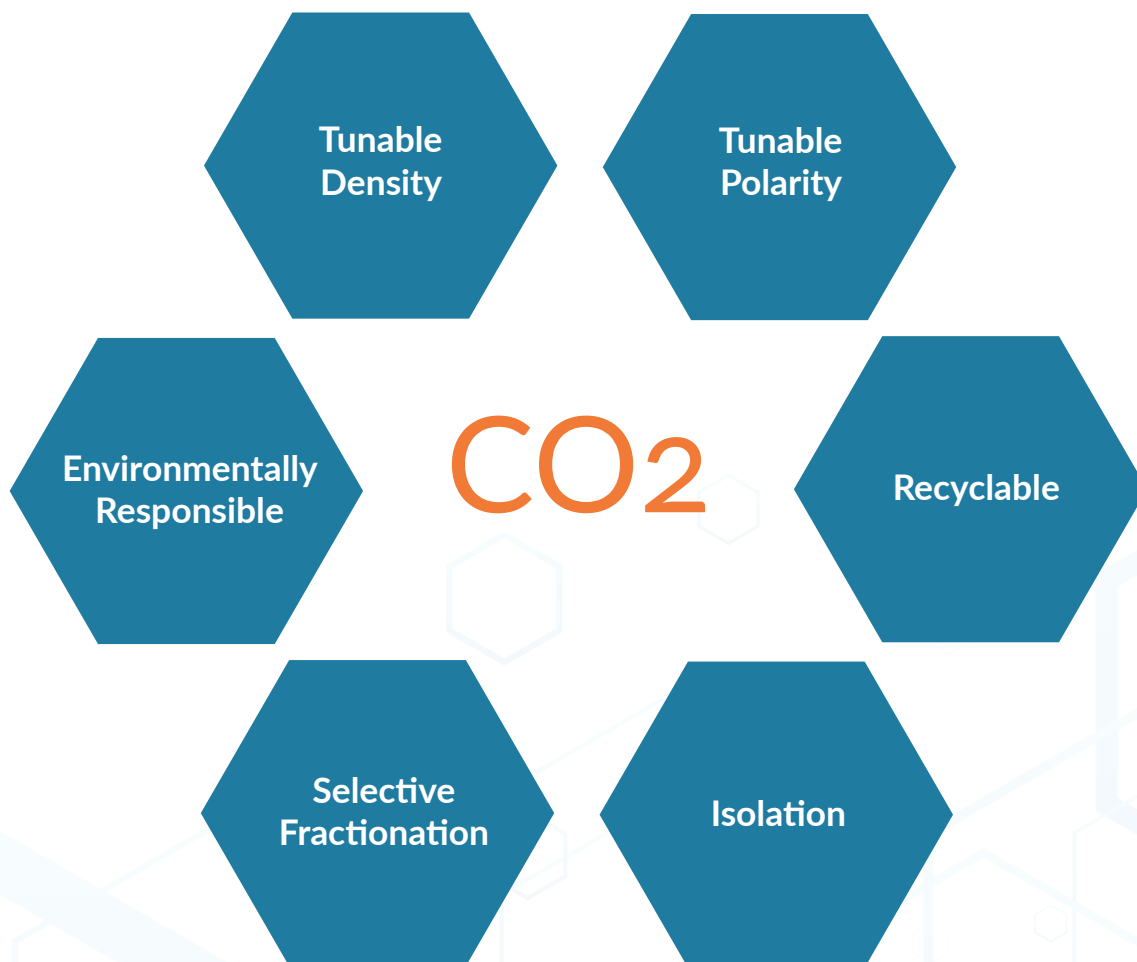 Tunable
Density
Tunable
Polarity
Environmentally
Responsible
CO2
Recyclable
Selective
Fractionation
Isolation